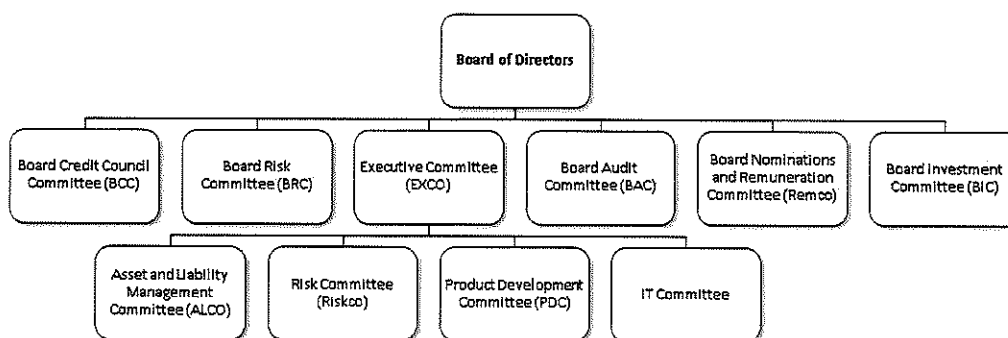 Board of Directors
Board Credit Council
Committee (BCC)
Board Risk
Committee (BRC)
Executive Committee
(EXCO)
Board Audit
Committee (BAC)
Board Nominations
and Remuneration
Committee (Remco)
Board Investment
Committee (BIC)
Asset and Liability
Management
Committee (ALCO)
Risk Committee
(Riskco)
Product Development
Committee (PDC)
IT Committee